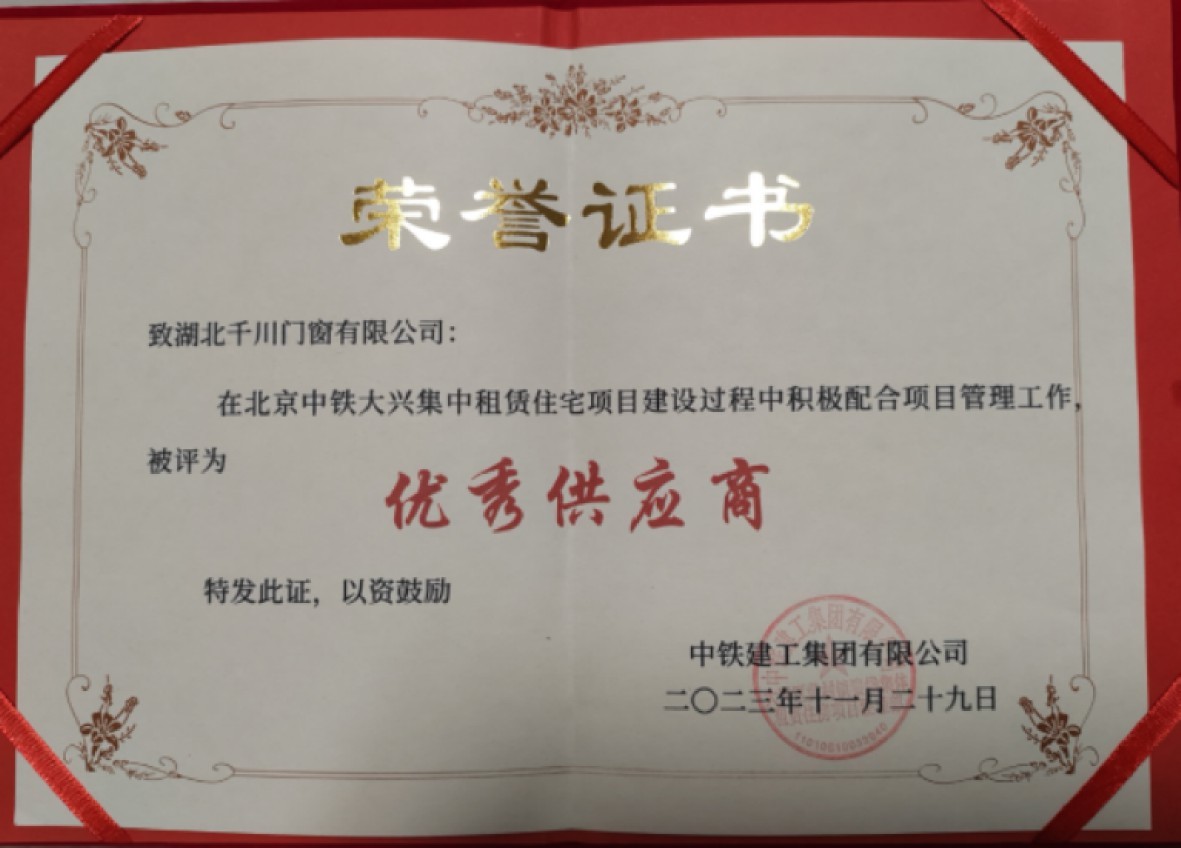 荣誉证书
致湖北千川门窗有限公司：
在北京中铁大兴集中租赁住宅项目建设过程中积极配合项目管理工作，
被评为
优秀供应商
特发此证，以资鼓励
中铁建工集团有限公司
二〇二三年十一月二十九日